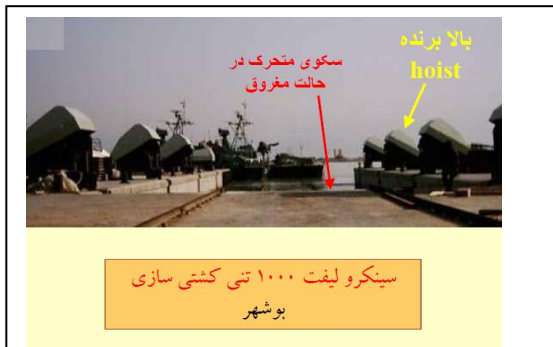 بالا برنده
hoist
سکوی متحرک در
حالت مغروق
سینکرو لیفت ۱۰۰۰ تنی کشتی سازی
بوشهر